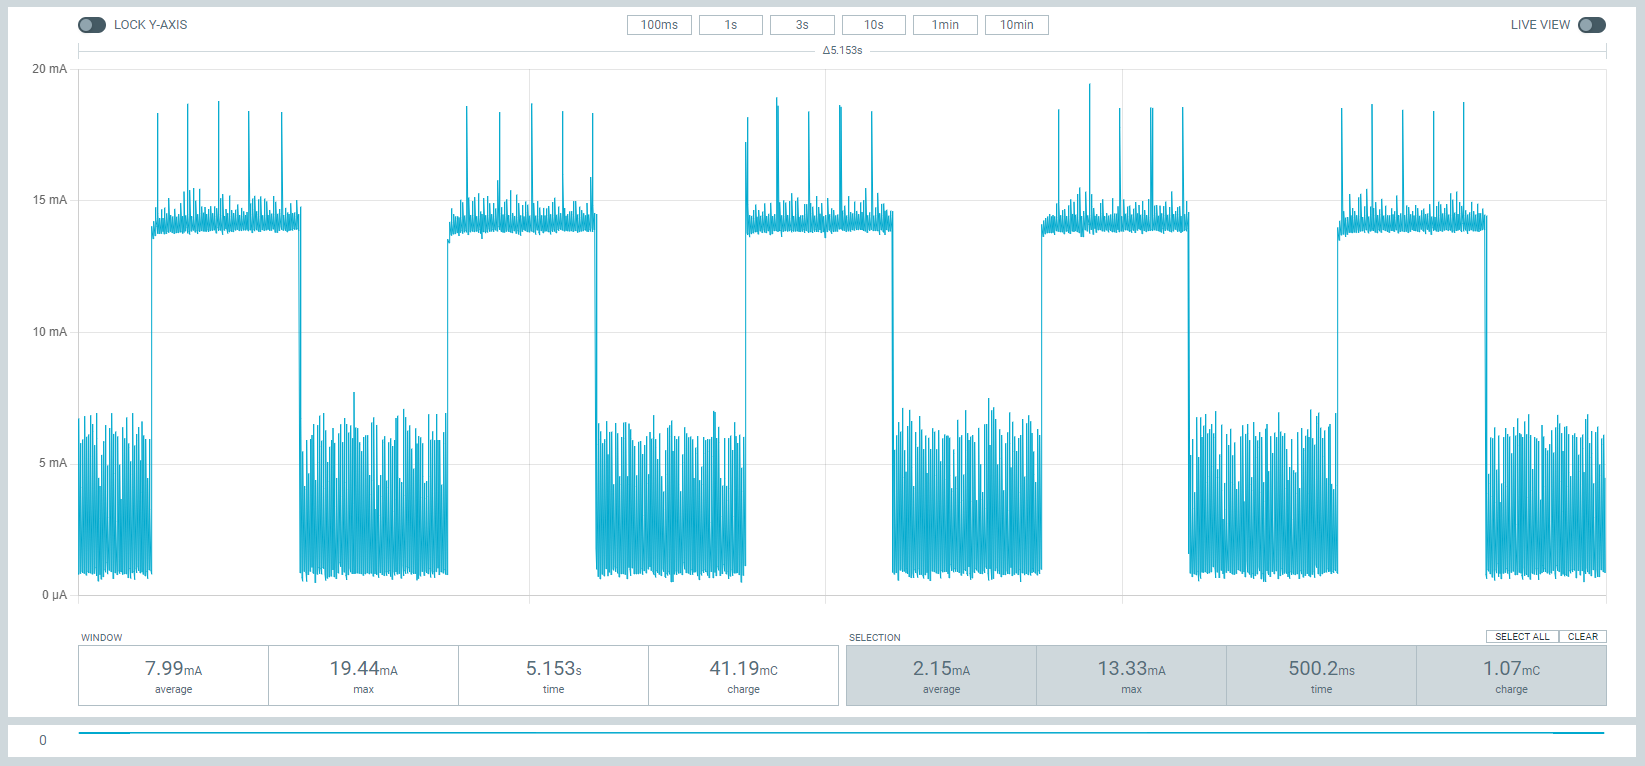 LOCK Y-AXIS 100ms 1s 3s 10s 1min 10min LIVE VIEW
Δ5.153s
20 mA
15 mA
10 mA
5 mA
0 µA
WINDOW SELECTION SELECT ALL CLEAR
7.99mA 19.44mA 5.153s 41.19mC 2.15mA 13.33mA 500.2ms 1.07mC
average max time charge average max time charge
0